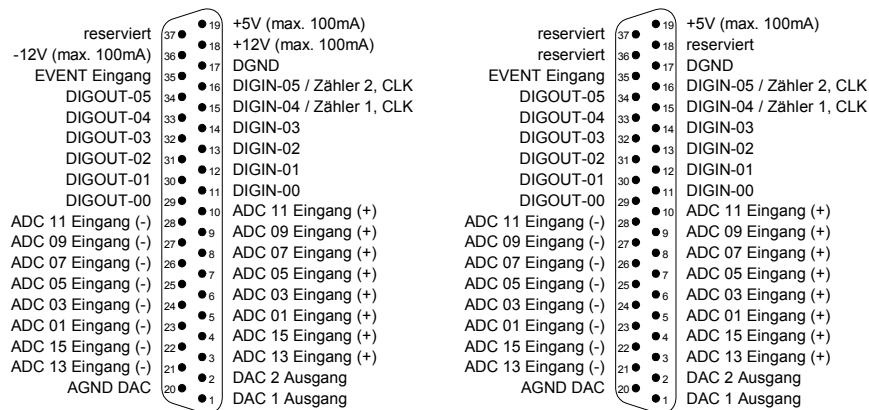 reserviert 37
-12V (max. 100mA) 36
EVENT Eingang 35
DIGOUT-05 34
DIGOUT-04 33
DIGOUT-03 32
DIGOUT-02 31
DIGOUT-01 30
DIGOUT-00 29
ADC 11 Eingang (-) 28
ADC 09 Eingang (-) 27
ADC 07 Eingang (-) 26
ADC 05 Eingang (-) 25
ADC 03 Eingang (-) 24
ADC 01 Eingang (-) 23
ADC 15 Eingang (-) 22
ADC 13 Eingang (-) 21
AGND DAC 20
19 +5V (max. 100mA)
18 +12V (max. 100mA)
17 DGND
16 DIGIN-05 / Zähler 2, CLK
15 DIGIN-04 / Zähler 1, CLK
14 DIGIN-03
13 DIGIN-02
12 DIGIN-01
11 DIGIN-00
10 ADC 11 Eingang (+)
9 ADC 09 Eingang (+)
8 ADC 07 Eingang (+)
7 ADC 05 Eingang (+)
6 ADC 03 Eingang (+)
5 ADC 01 Eingang (+)
4 ADC 15 Eingang (+)
3 ADC 13 Eingang (+)
2 DAC 2 Ausgang
1 DAC 1 Ausgang
reserviert 37
reserviert 36
EVENT Eingang 35
DIGOUT-05 34
DIGOUT-04 33
DIGOUT-03 32
DIGOUT-02 31
DIGOUT-01 30
DIGOUT-00 29
ADC 11 Eingang (-) 28
ADC 09 Eingang (-) 27
ADC 07 Eingang (-) 26
ADC 05 Eingang (-) 25
ADC 03 Eingang (-) 24
ADC 01 Eingang (-) 23
ADC 15 Eingang (-) 22
ADC 13 Eingang (-) 21
AGND DAC 20
19 +5V (max. 100mA)
18 reserviert
17 DGND
16 DIGIN-05 / Zähler 2, CLK
15 DIGIN-04 / Zähler 1, CLK
14 DIGIN-03
13 DIGIN-02
12 DIGIN-01
11 DIGIN-00
10 ADC 11 Eingang (+)
9 ADC 09 Eingang (+)
8 ADC 07 Eingang (+)
7 ADC 05 Eingang (+)
6 ADC 03 Eingang (+)
5 ADC 01 Eingang (+)
4 ADC 15 Eingang (+)
3 ADC 13 Eingang (+)
2 DAC 2 Ausgang
1 DAC 1 Ausgang